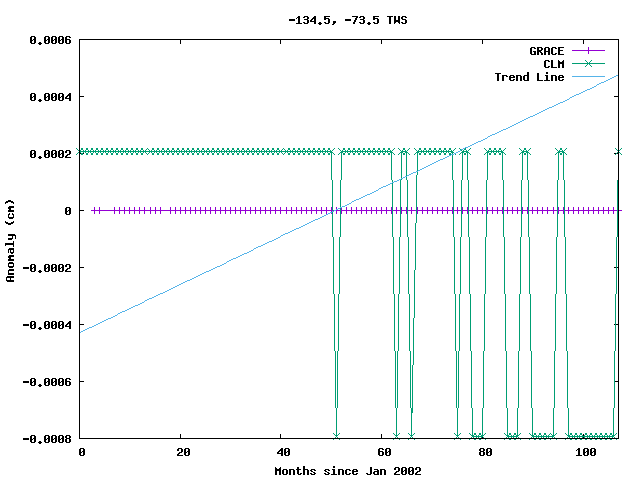 -134.5, -73.5 TWS
GRACE
CLM
Trend Line
0.0006
0.0004
0.0002
0
-0.0002
-0.0004
-0.0006
-0.0008
Anomaly (cm)
0 20 40 60 80 100
Months since Jan 2002